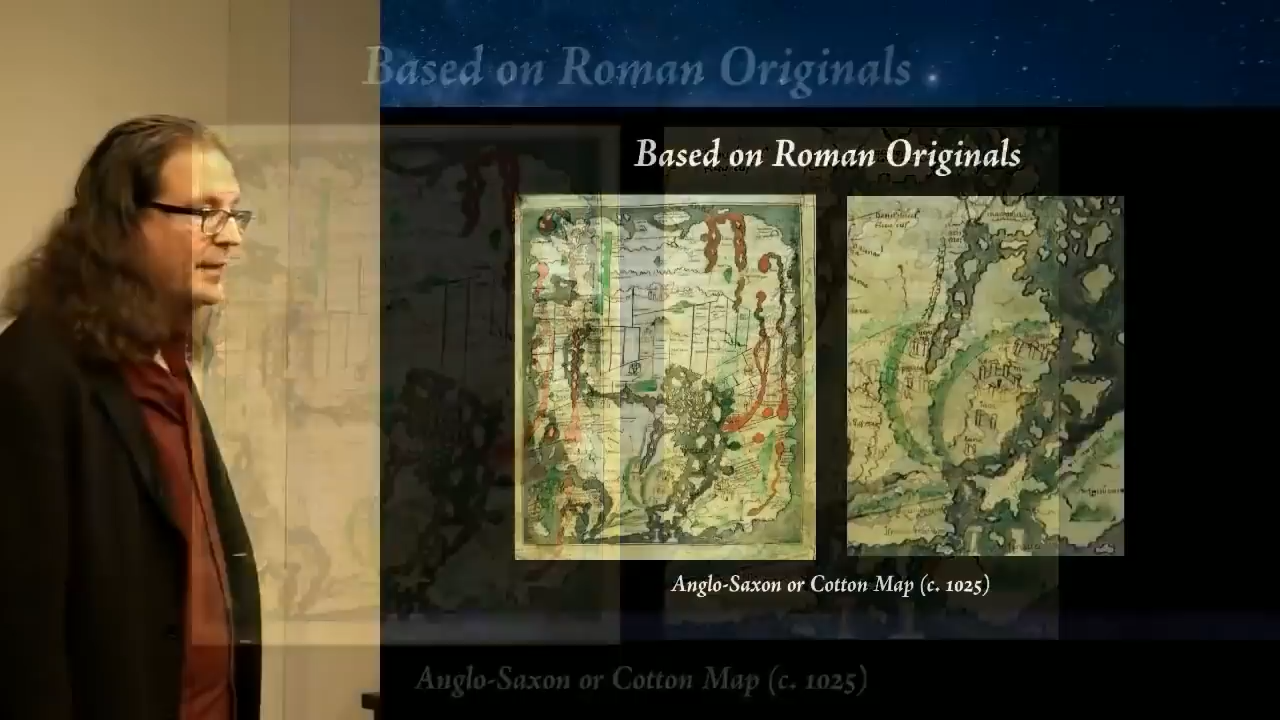 Based on Roman Originals
Based on Roman Originals
Anglo-Saxon or Cotton Map (c. 1025)
Anglo-Saxon or Cotton Map (c. 1025)